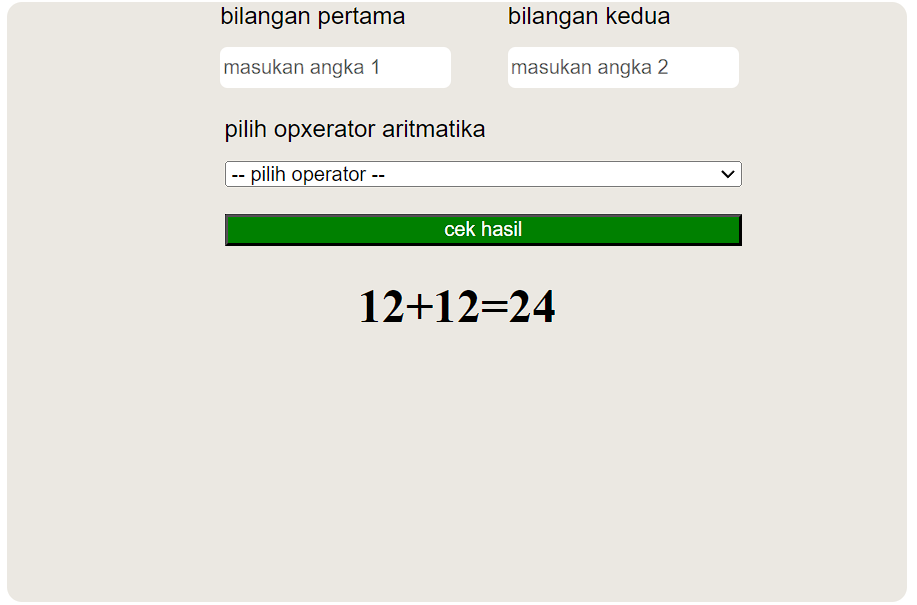 bilangan pertama
bilangan kedua
masukan angka 1
masukan angka 2
pilih opxerator aritmatika
-- pilih operator --
cek hasil
12+12=24